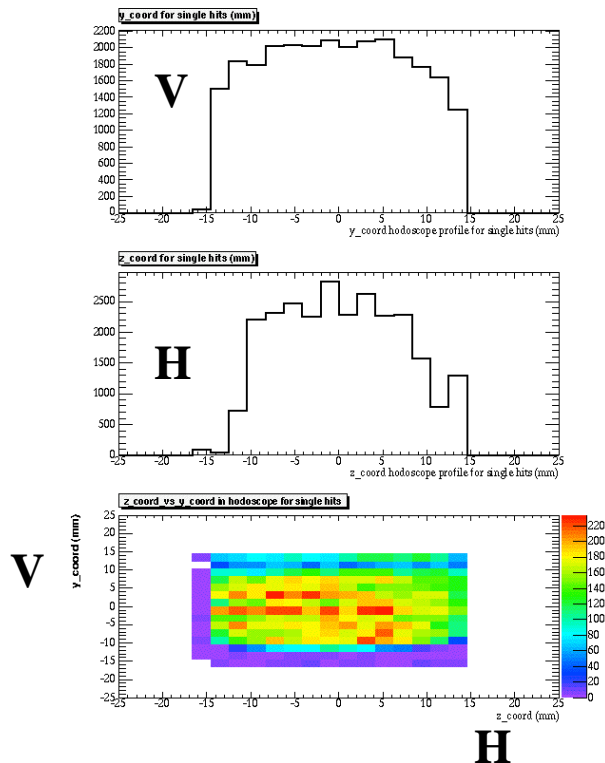 y_coord for single hits (mm)
2200
2000
1800
1600
1400
1200
1000
800
600
400
200
0
V
-25 -20 -15 -10 -5 0 5 10 15 20 25
y_coord hodoscope profile for single hits (mm)
z_coord for single hits (mm)
2500
2000
1500
1000
500
0
H
-25 -20 -15 -10 -5 0 5 10 15 20 25
z_coord hodoscope profile for single hits (mm)
z_coord_vs_y_coord in hodoscope for single hits
V
y_coord (mm)
25
20
15
10
5
0
-5
-10
-15
-20
-25
220
200
180
160
140
120
100
80
60
40
20
0
-25 -20 -15 -10 -5 0 5 10 15 20 25
z_coord (mm)
H